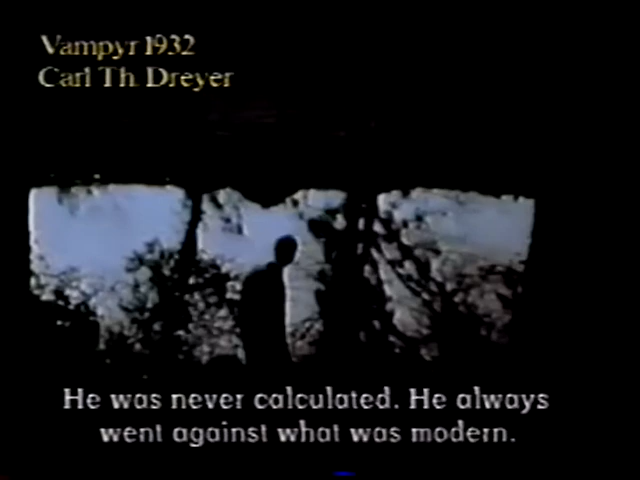 Vampyr 1932
Carl Th. Dreyer
He was never calculated. He always
went against what was modern.